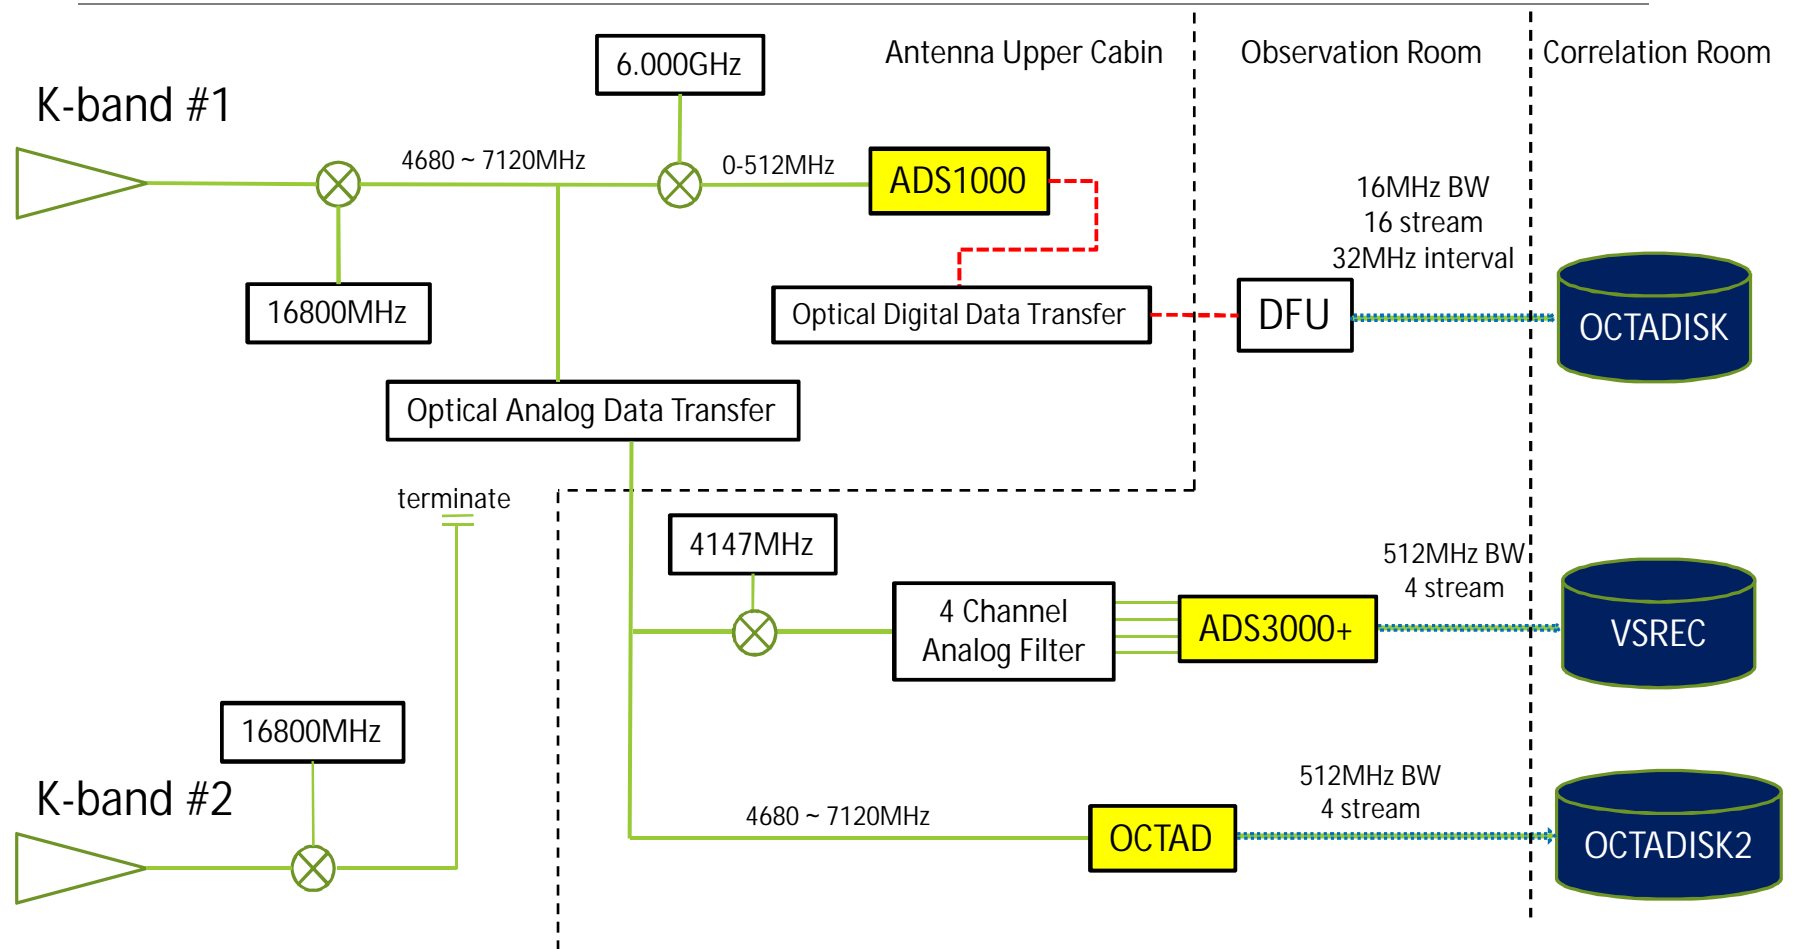 Antenna Upper Cabin
Observation Room
Correlation Room
6.000GHz
K-band #1
4680 ~ 7120MHz
0-512MHz
ADS1000
16MHz BW
16 stream
32MHz interval
16800MHz
Optical Digital Data Transfer
DFU
OCTADISK
Optical Analog Data Transfer
terminate
4147MHz
512MHz BW
4 stream
4 Channel
Analog Filter
ADS3000+
VSREC
16800MHz
K-band #2
4680 ~ 7120MHz
OCTAD
512MHz BW
4 stream
OCTADISK2